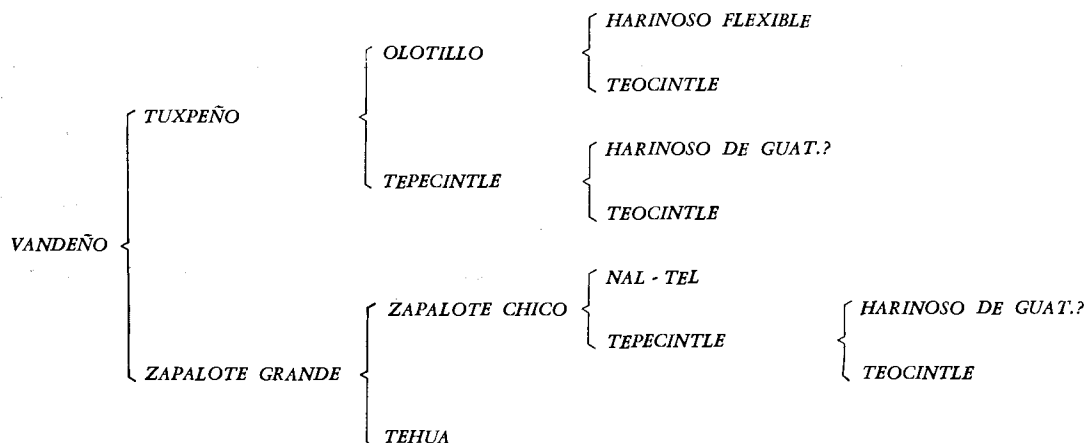 HARINOSO FLEXIBLE
OLOTILLO
TEOCINTLE
TUXPEÑO
HARINOSO DE GUAT.?
TEPECINTLE
TEOCINTLE
VANDEÑO
NAL - TEL
ZAPALOTE CHICO
HARINOSO DE GUAT.?
TEPECINTLE
ZAPALOTE GRANDE
TEOCINTLE
TEHUA